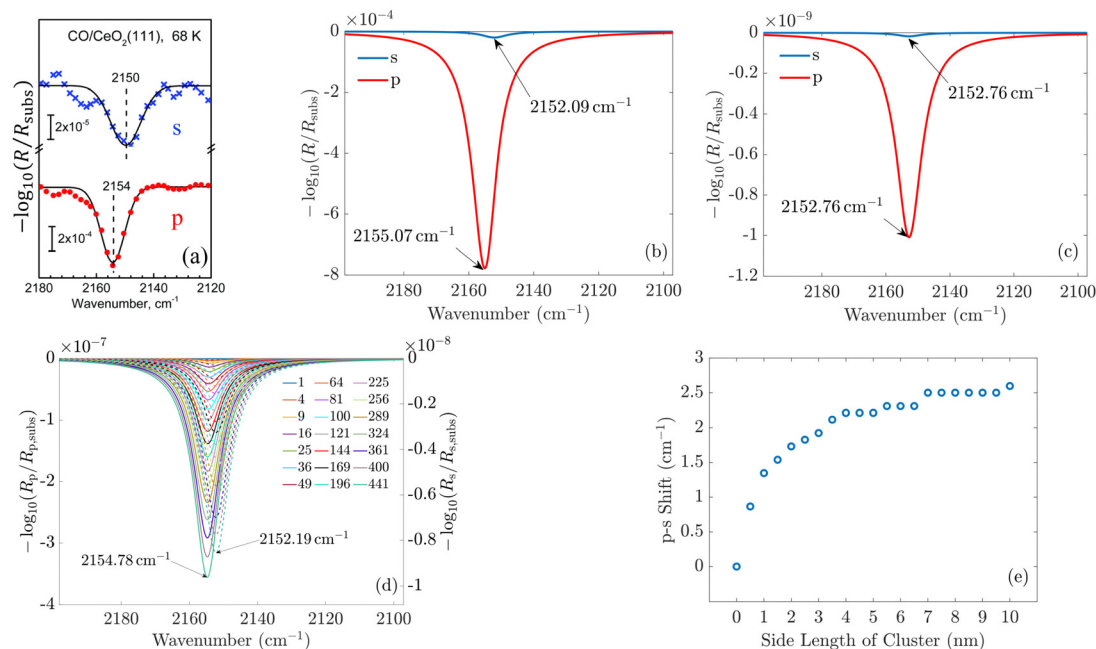 CO/CeO₂(111), 68 K
2150
s
2x10⁻⁵
2154
p
2x10⁻⁴
(a)
−log₁₀(R/R_subs)
2180 2160 2140 2120
Wavenumber, cm⁻¹
×10⁻⁴
0
-2
-4
-6
-8
s
p
2152.09 cm⁻¹
2155.07 cm⁻¹
(b)
− log₁₀(R/R_subs)
2180 2160 2140 2120 2100
Wavenumber (cm⁻¹)
×10⁻⁹
0
-0.2
-0.4
-0.6
-0.8
-1
-1.2
s
p
2152.76 cm⁻¹
2152.76 cm⁻¹
(c)
− log₁₀(R/R_subs)
2180 2160 2140 2120 2100
Wavenumber (cm⁻¹)
×10⁻⁷ ×10⁻⁸
0
-1
-2
-3
-4
0
-0.2
-0.4
-0.6
-0.8
-1
1 64 225
4 81 256
9 100 289
16 121 324
25 144 361
36 169 400
49 196 441
2152.19 cm⁻¹
2154.78 cm⁻¹
(d)
− log₁₀(R_p/R_p,subs)
−log₁₀(R_s/R_s,subs)
2180 2160 2140 2120 2100
Wavenumber (cm⁻¹)
3
2.5
2
1.5
1
0.5
0
p-s Shift (cm⁻¹)
(e)
0 1 2 3 4 5 6 7 8 9 10
Side Length of Cluster (nm)